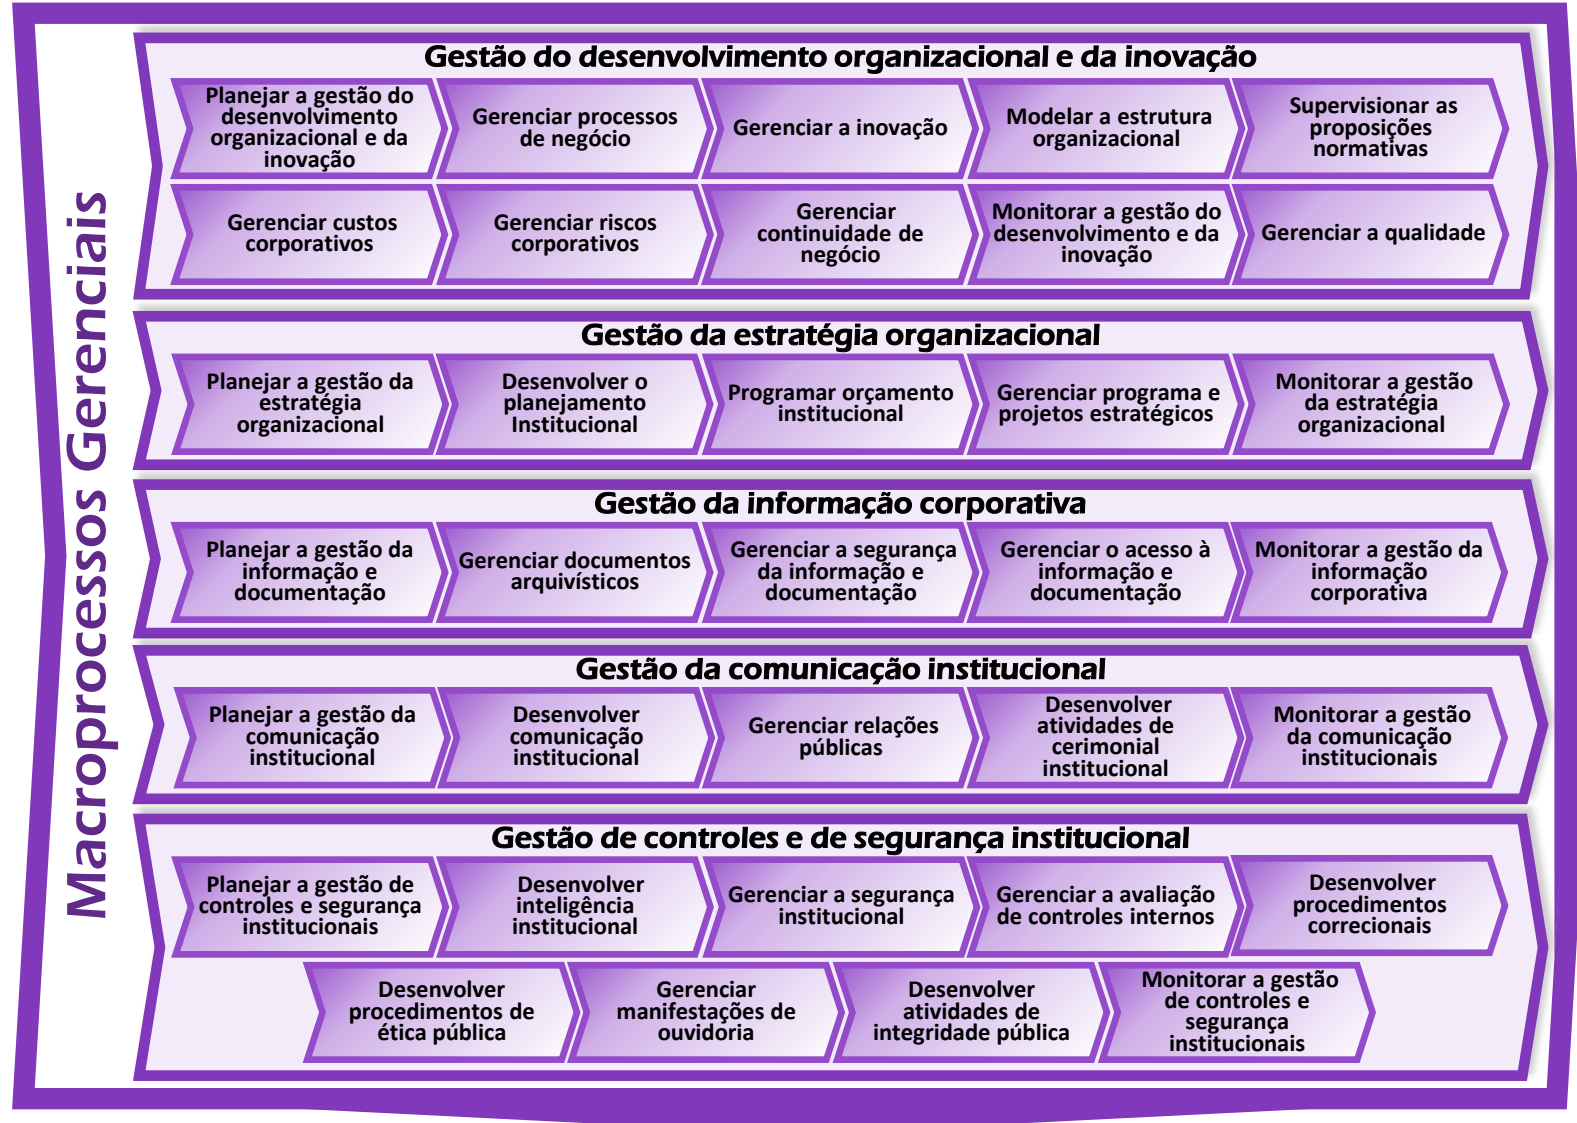 Macroprocessos Gerenciais
Gestão do desenvolvimento organizacional e da inovação
Planejar a gestão do
desenvolvimento
organizacional e da
inovação
Gerenciar processos
de negócio
Gerenciar a inovação
Modelar a estrutura
organizacional
Supervisionar as
proposições
normativas
Gerenciar custos
corporativos
Gerenciar riscos
corporativos
Gerenciar
continuidade de
negócio
Monitorar a gestão do
desenvolvimento e da
inovação
Gerenciar a qualidade
Gestão da estratégia organizacional
Planejar a gestão da
estratégia
organizacional
Desenvolver o
planejamento
Institucional
Programar orçamento
institucional
Gerenciar programa e
projetos estratégicos
Monitorar a gestão
da estratégia
organizacional
Gestão da informação corporativa
Planejar a gestão da
informação e
documentação
Gerenciar documentos
arquivísticos
Gerenciar a segurança
da informação e
documentação
Gerenciar o acesso à
informação e
documentação
Monitorar a gestão da
informação
corporativa
Gestão da comunicação institucional
Planejar a gestão da
comunicação
institucional
Desenvolver
comunicação
institucional
Gerenciar relações
públicas
Desenvolver
atividades de
cerimonial
institucional
Monitorar a gestão
da comunicação
institucionais
Gestão de controles e de segurança institucional
Planejar a gestão de
controles e segurança
institucionais
Desenvolver
inteligência
institucional
Gerenciar a segurança
institucional
Gerenciar a avaliação
de controles internos
Desenvolver
procedimentos
correcionais
Desenvolver
procedimentos de
ética pública
Gerenciar
manifestações de
ouvidoria
Desenvolver
atividades de
integridade pública
Monitorar a gestão
de controles e
segurança
institucionais